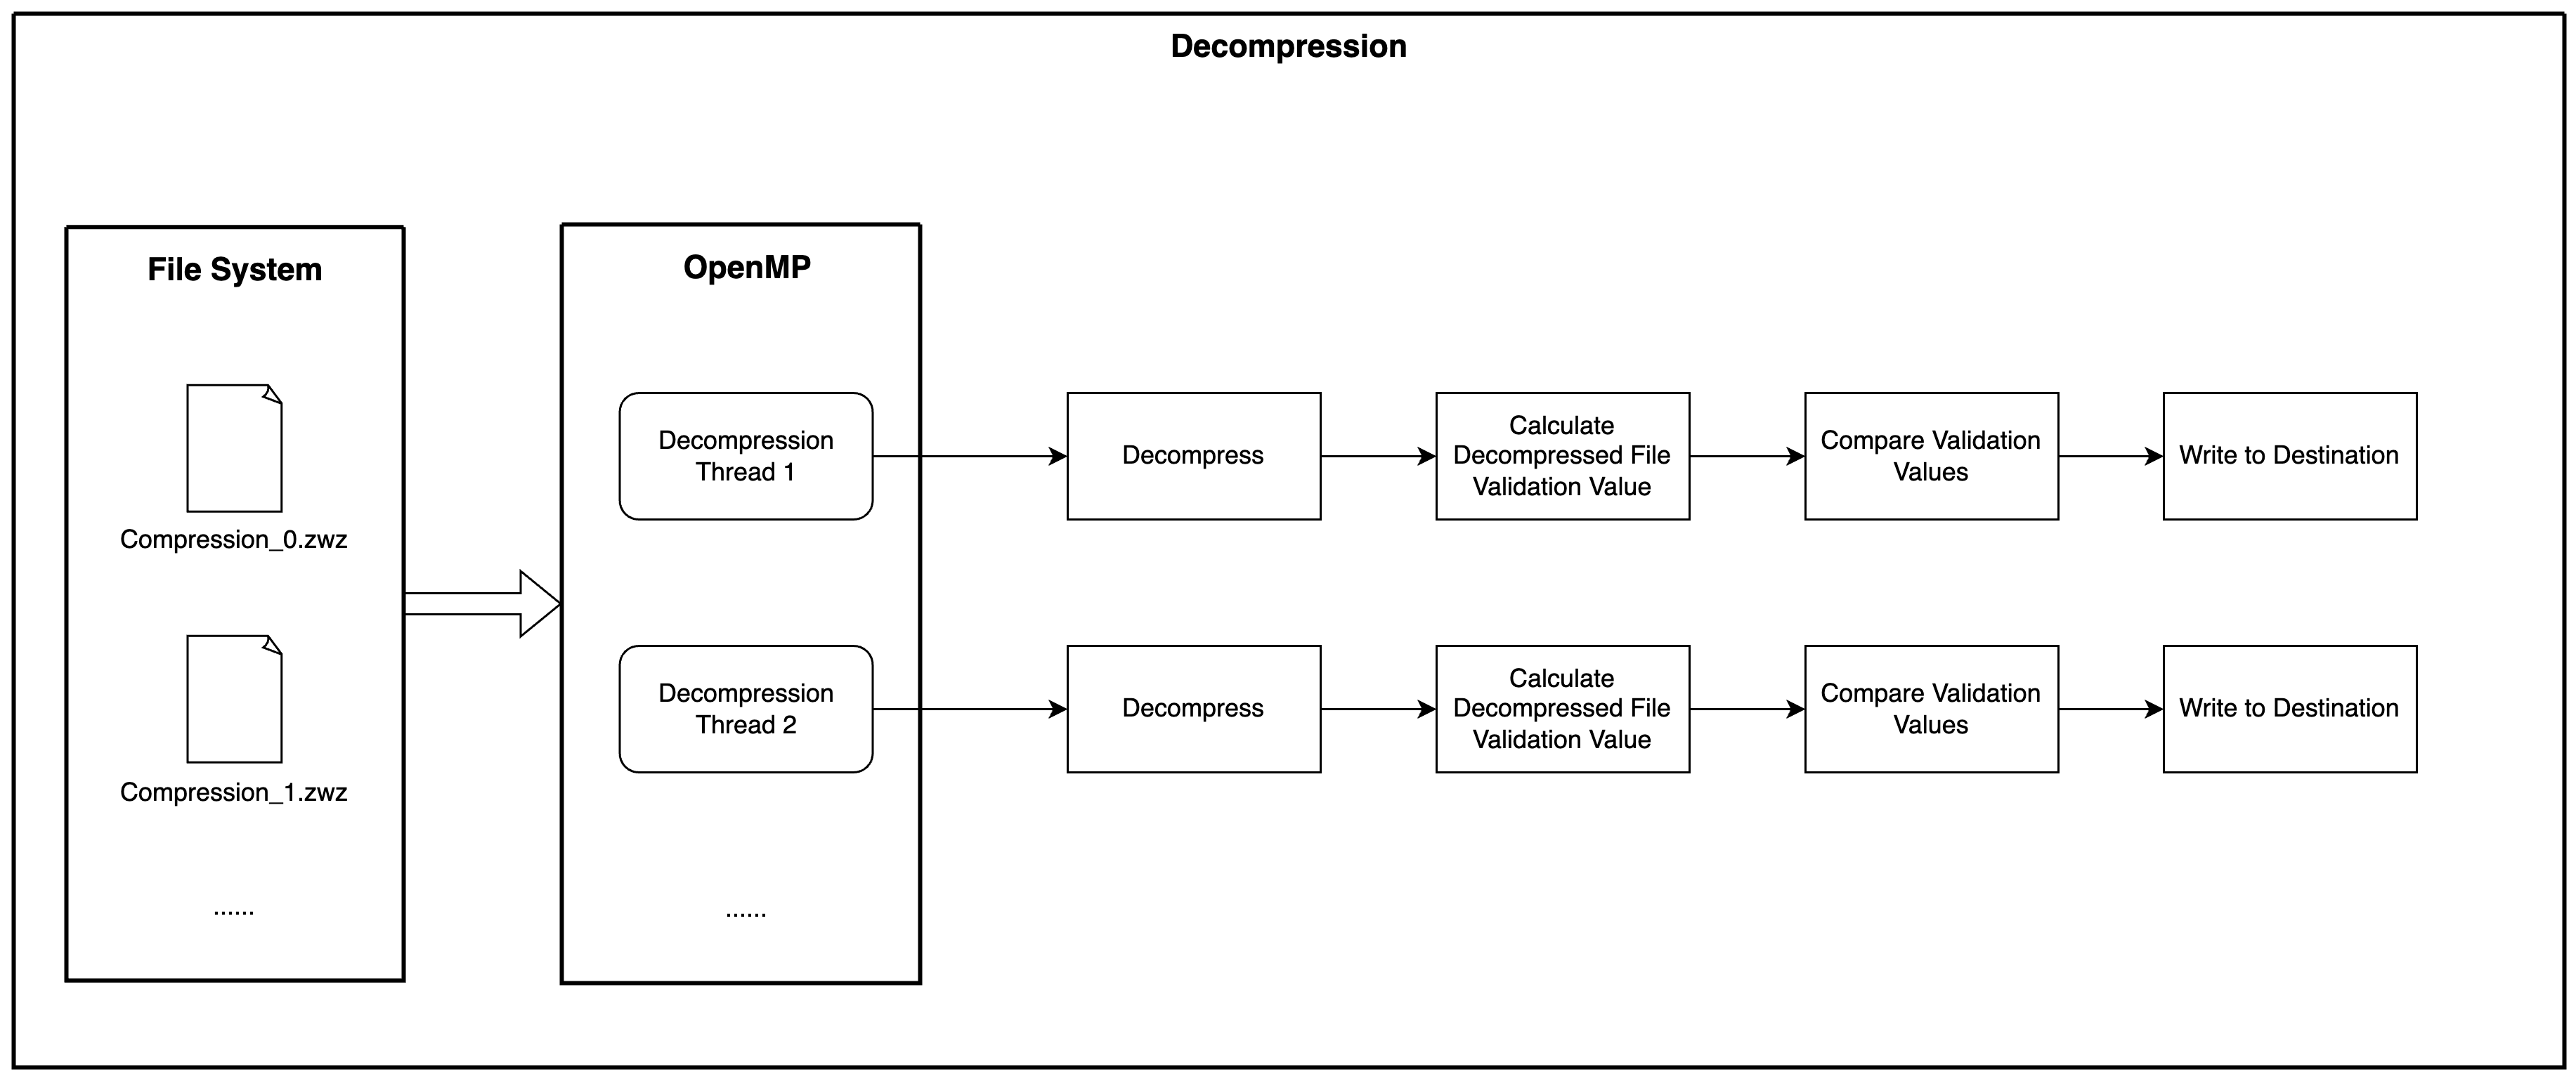 Decompression
File System
Compression_0.zwz
Compression_1.zwz
......
OpenMP
Decompression
Thread 1
Decompression
Thread 2
......
Decompress
Calculate
Decompressed File
Validation Value
Compare Validation
Values
Write to Destination
Decompress
Calculate
Decompressed File
Validation Value
Compare Validation
Values
Write to Destination